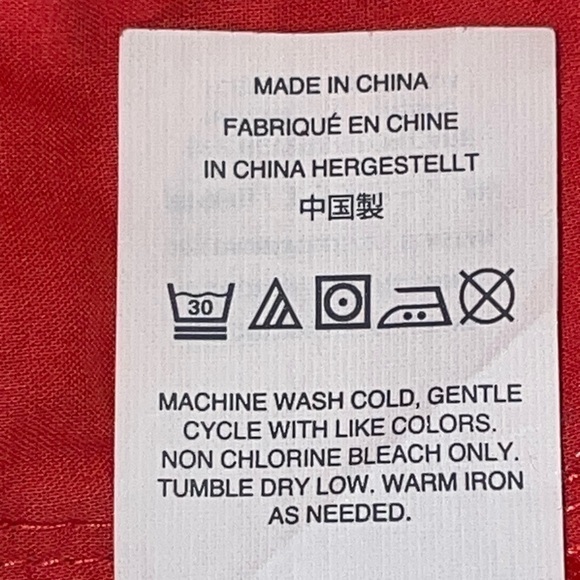 MADE IN CHINA
FABRIQUÉ EN CHINE
IN CHINA HERGESTELLT
中国製
30
MACHINE WASH COLD, GENTLE
CYCLE WITH LIKE COLORS.
NON CHLORINE BLEACH ONLY.
TUMBLE DRY LOW. WARM IRON
AS NEEDED.